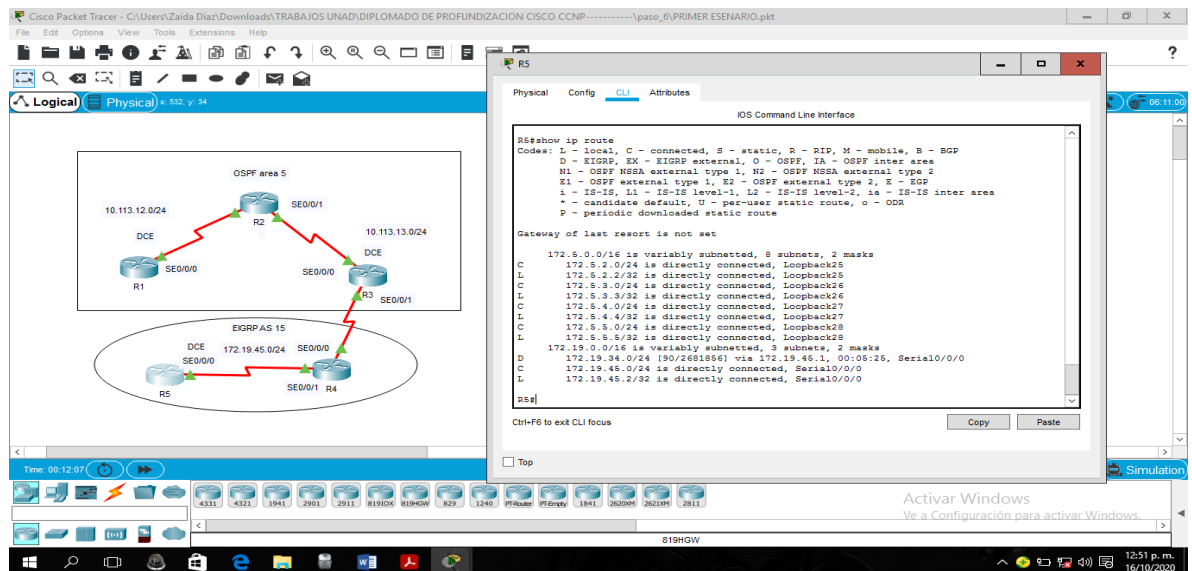 Cisco Packet Tracer - C:\Users\Zaida Diaz\Downloads\TRABAJOS UNAD\DIPLOMADO DE PROFUNDIZACION CISCO CCNP-----------\paso_6\PRIMER ESENARIO.pkt
File Edit Options View Tools Extensions Help
Logical Physical x: 532, y: 34
06:11:00
OSPF area 5
SE0/0/1
10.113.12.0/24
R2
10.113.13.0/24
DCE
DCE
SE0/0/0
SE0/0/0
R1
R3
SE0/0/1
EIGRP AS 15
DCE
172.19.45.0/24
SE0/0/0
SE0/0/0
SE0/0/1
R4
R5
R5
Physical Config CLI Attributes
IOS Command Line Interface
R5#show ip route
Codes: L - local, C - connected, S - static, R - RIP, M - mobile, B - BGP
D - EIGRP, EX - EIGRP external, O - OSPF, IA - OSPF inter area
N1 - OSPF NSSA external type 1, N2 - OSPF NSSA external type 2
E1 - OSPF external type 1, E2 - OSPF external type 2, E - EGP
i - IS-IS, L1 - IS-IS level-1, L2 - IS-IS level-2, ia - IS-IS inter area
* - candidate default, U - per-user static route, o - ODR
P - periodic downloaded static route
Gateway of last resort is not set
172.5.0.0/16 is variably subnetted, 8 subnets, 2 masks
C 172.5.2.0/24 is directly connected, Loopback25
L 172.5.2.2/32 is directly connected, Loopback25
C 172.5.3.0/24 is directly connected, Loopback26
L 172.5.3.3/32 is directly connected, Loopback26
C 172.5.4.0/24 is directly connected, Loopback27
L 172.5.4.4/32 is directly connected, Loopback27
C 172.5.5.0/24 is directly connected, Loopback28
L 172.5.5.5/32 is directly connected, Loopback28
172.19.0.0/16 is variably subnetted, 3 subnets, 2 masks
D 172.19.34.0/24 [90/2681856] via 172.19.45.1, 00:05:25, Serial0/0/0
C 172.19.45.0/24 is directly connected, Serial0/0/0
L 172.19.45.2/32 is directly connected, Serial0/0/0
R5#
Ctrl+F6 to exit CLI focus
Copy Paste
Top
Time: 00:12:07
Simulation
4331 4321 1941 2901 2911 819IOX 819HGW 829 1240 PT-Router PT-Empty 1841 2620XM 2621XM 2811
Activar Windows
Ve a Configuración para activar Windows.
819HGW
12:51 p. m.
16/10/2020